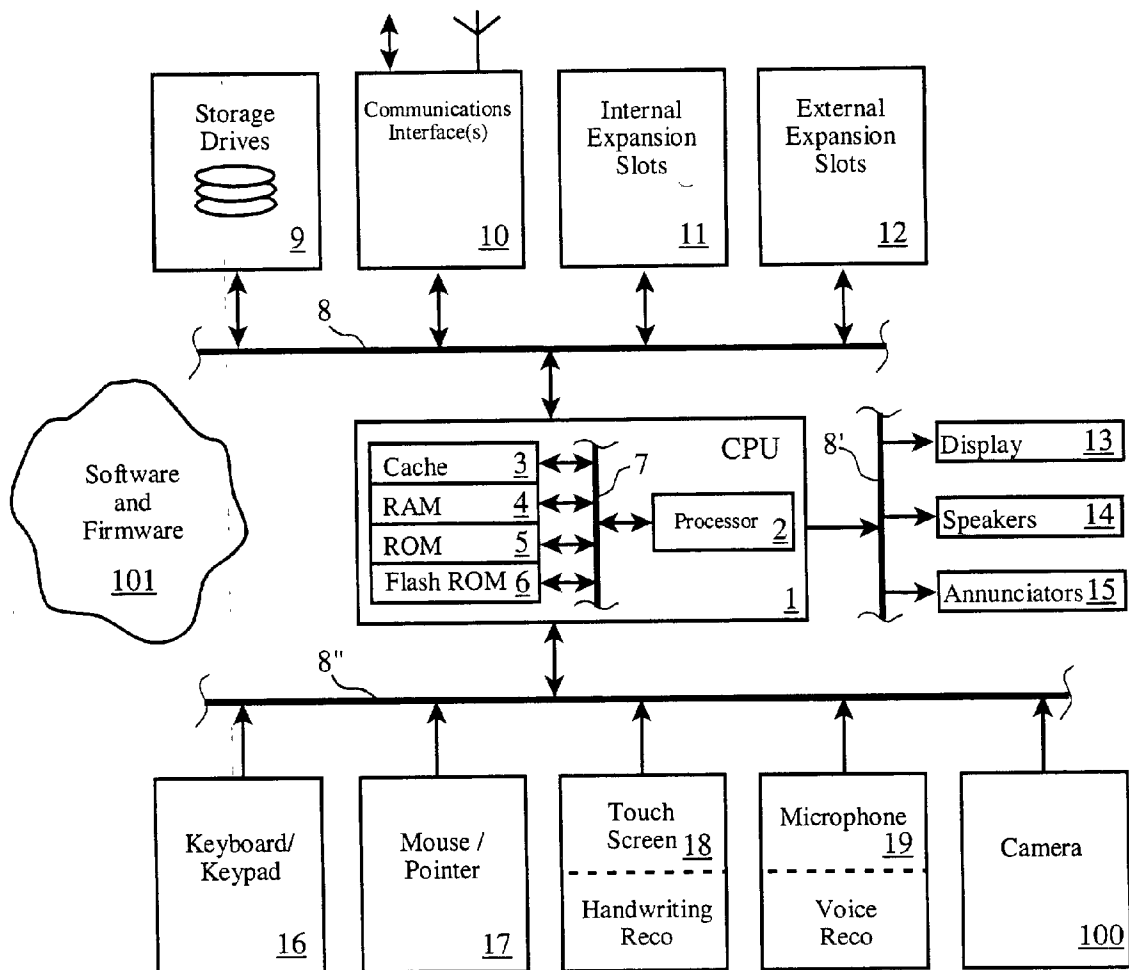 Storage
Drives
9
Communications
Interface(s)
10
Internal
Expansion
Slots
11
External
Expansion
Slots
12
8
Software
and
Firmware
101
CPU
Cache 3
RAM 4
ROM 5
Flash ROM 6
7
Processor 2
1
8'
Display 13
Speakers 14
Annunciators 15
8"
Keyboard/
Keypad
16
Mouse /
Pointer
17
Touch
Screen 18
Handwriting
Reco
Microphone
19
Voice
Reco
Camera
100